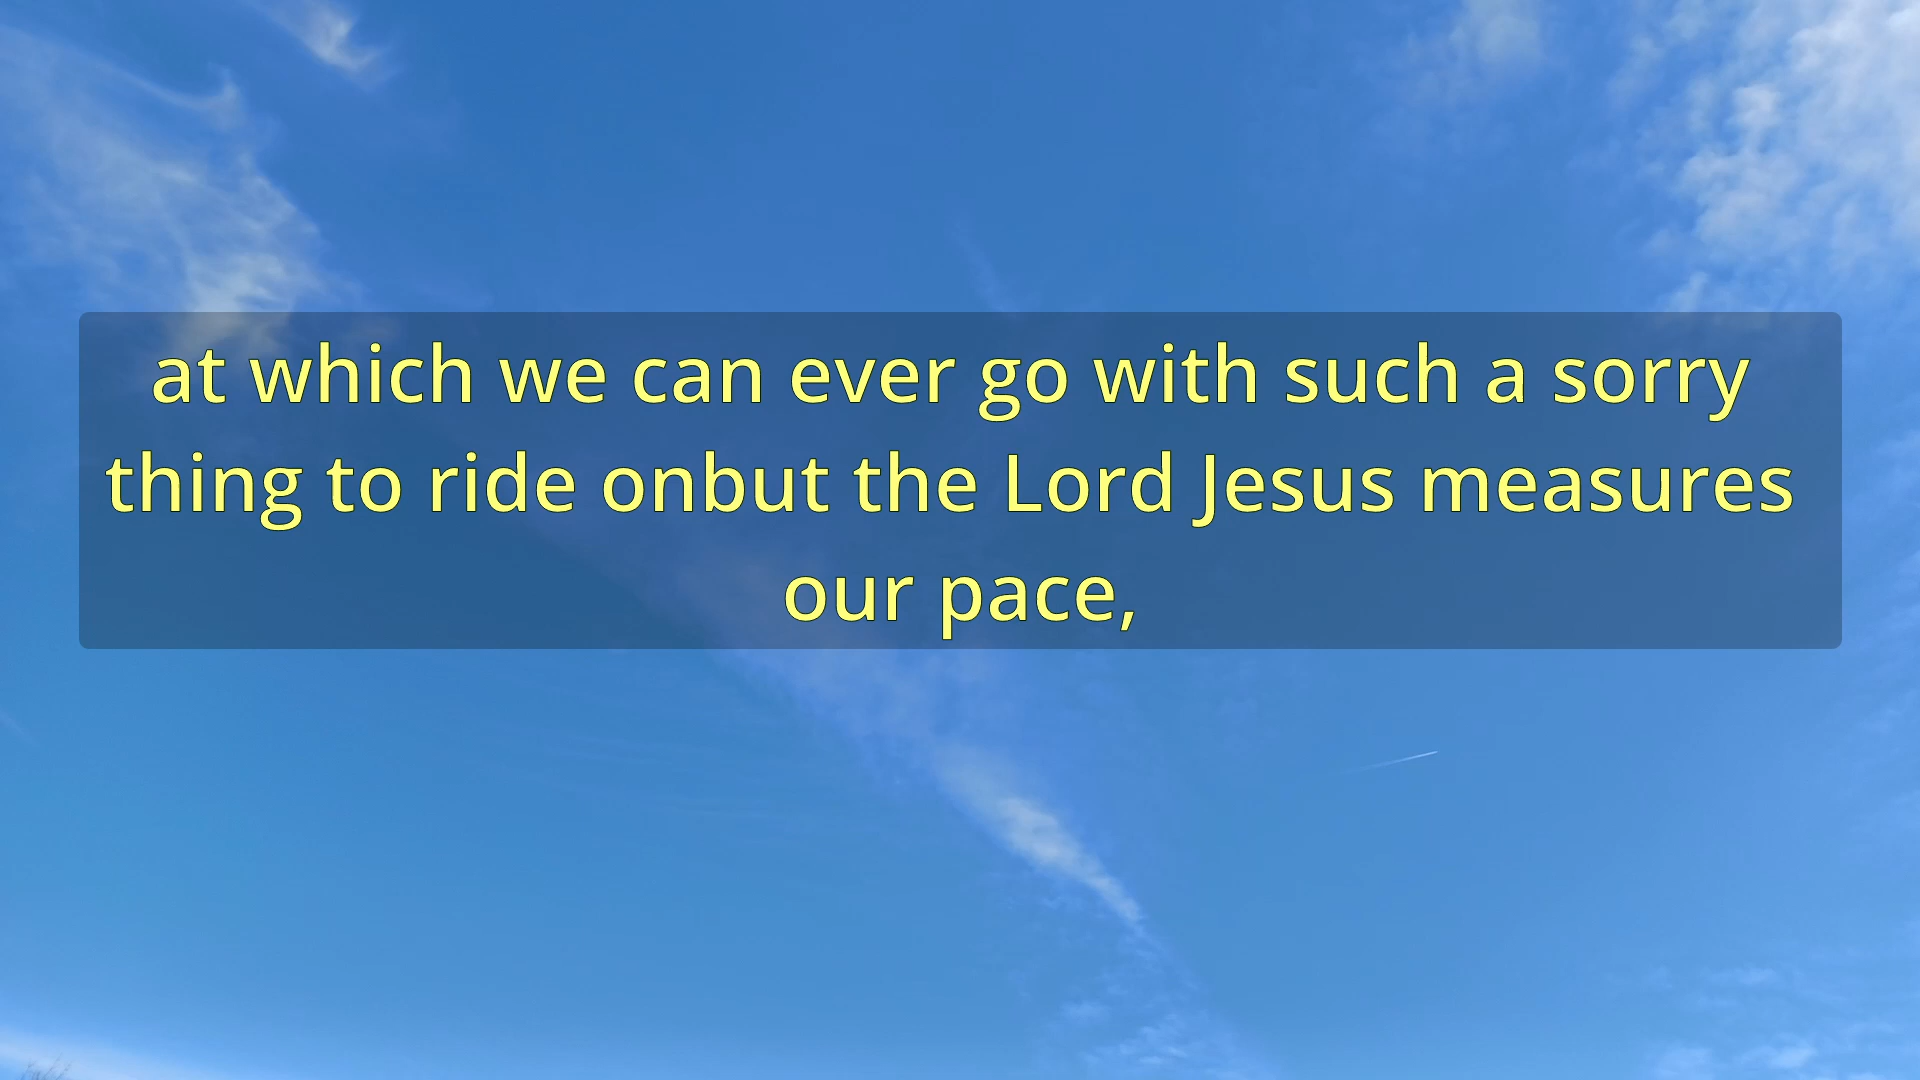 at which we can ever go with such a sorry
thing to ride onbut the Lord Jesus measures
our pace,